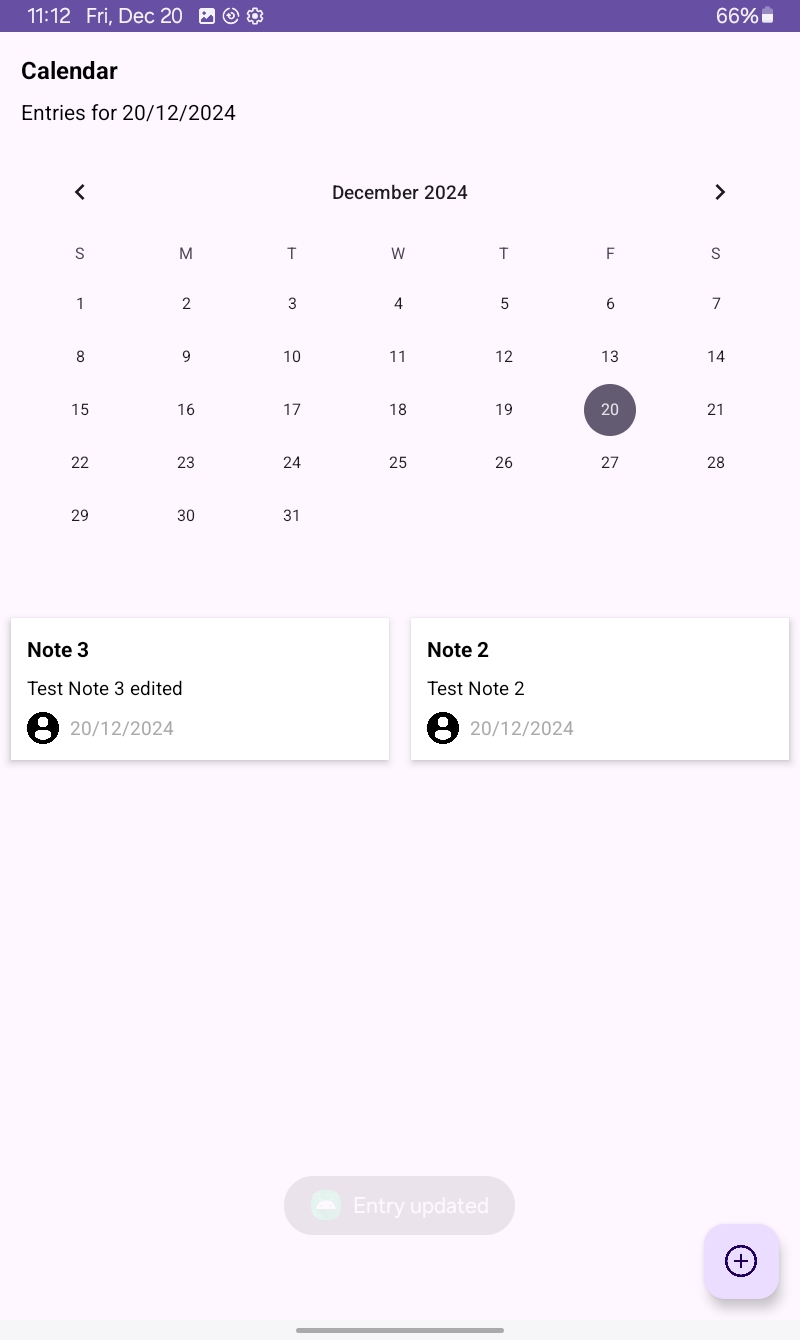 11:12 Fri, Dec 20 66%
Calendar
Entries for 20/12/2024
December 2024
S M T W T F S
1 2 3 4 5 6 7
8 9 10 11 12 13 14
15 16 17 18 19 20 21
22 23 24 25 26 27 28
29 30 31
Note 3
Test Note 3 edited
20/12/2024
Note 2
Test Note 2
20/12/2024
Entry updated